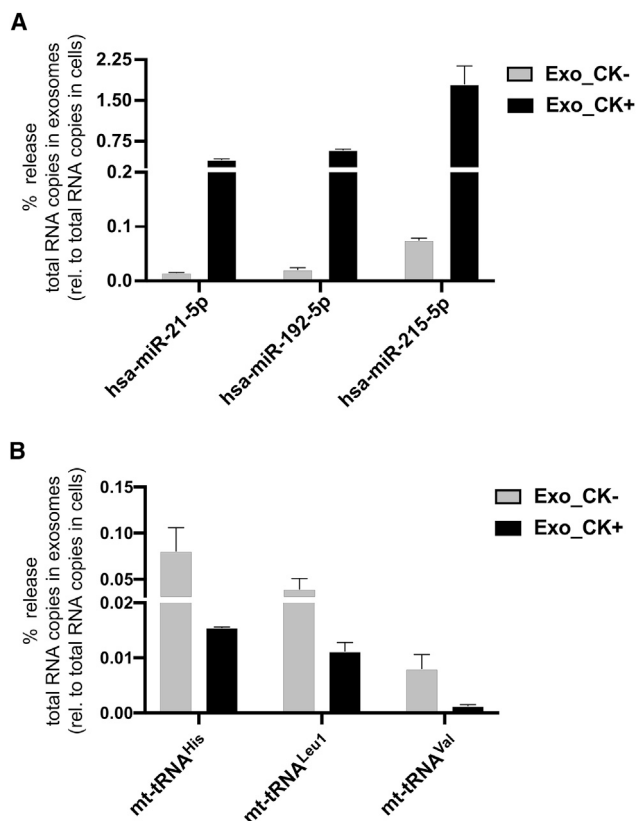 A
% release
total RNA copies in exosomes
(rel. to total RNA copies in cells)
2.25
1.50
0.75
0.2
0.1
0.0
hsa-miR-21-5p
hsa-miR-192-5p
hsa-miR-215-5p
Exo_CK-
Exo_CK+
B
% release
total RNA copies in exosomes
(rel. to total RNA copies in cells)
0.15
0.10
0.05
0.02
0.01
0.00
mt-tRNAHis
mt-tRNALeu1
mt-tRNAVal
Exo_CK-
Exo_CK+